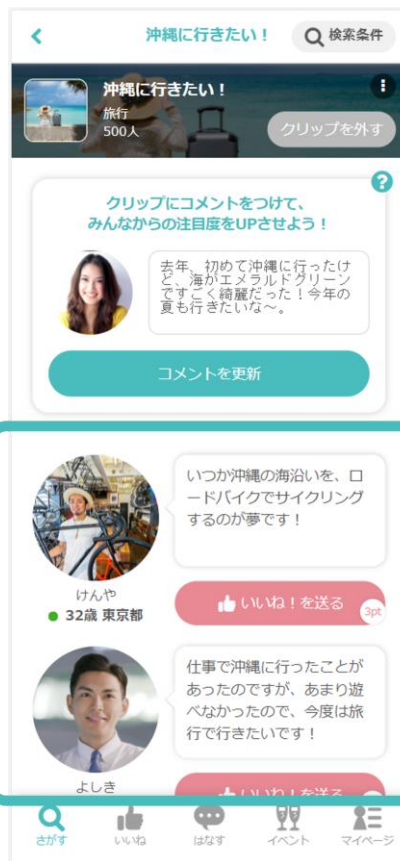 沖縄に行きたい！
検索条件
沖縄に行きたい！
旅行
500人
クリップを外す
?
クリップにコメントをつけて、
みんなからの注目度をUPさせよう！
去年、初めて沖縄に行ったけ
ど、海がエメラルドグリーン
ですごく綺麗だった！今年の
夏も行きたいな～。
コメントを更新
いつか沖縄の海沿いを、ロ
ードバイクでサイクリング
するのが夢です！
けんや
32歳 東京都
いいね！を送る
3pt
仕事で沖縄に行ったことが
あったのですが、あまり遊
べなかったので、今度は旅
行で行きたいです！
よしき
いいね！を送る
さがす
いいね
はなす
イベント
マイページ